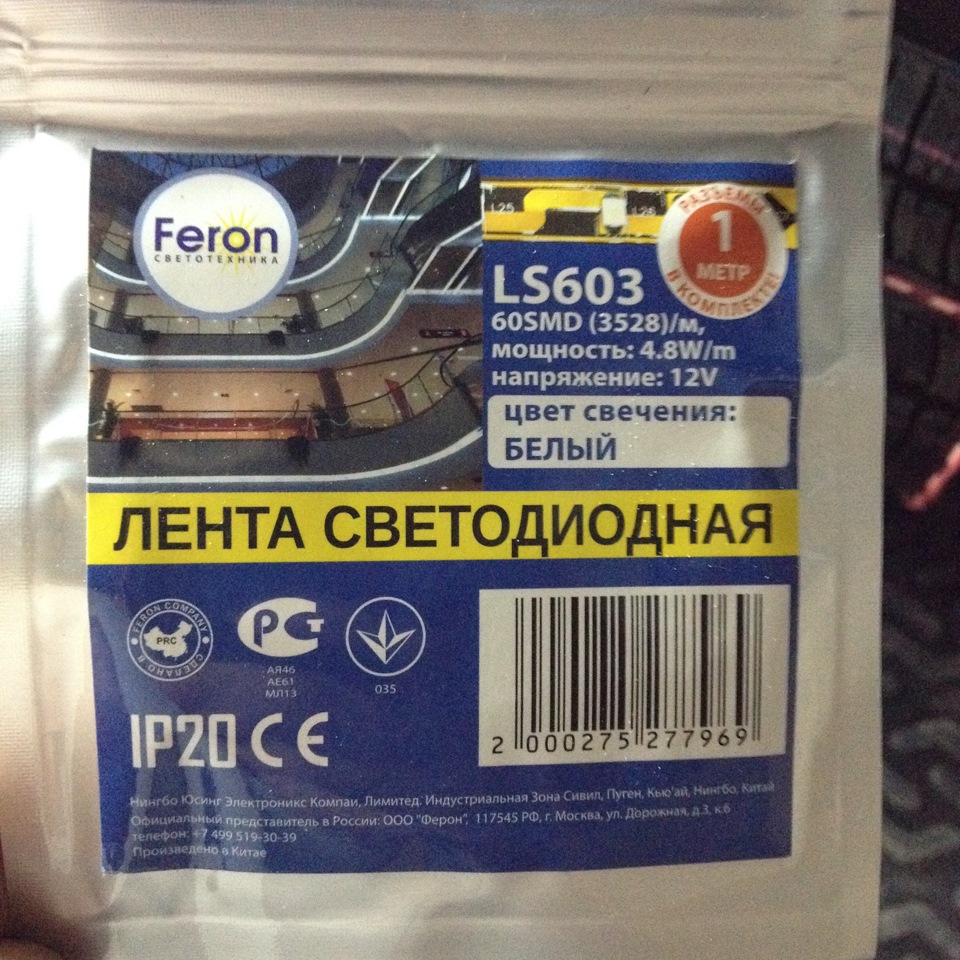 Feron
СВЕТОТЕХНИКА
L25
L26
РАЗЪЕМЫ
1
МЕТР
В КОМПЛЕКТЕ!
LS603
60SMD (3528)/м,
мощность: 4.8W/m
напряжение: 12V
цвет свечения:
БЕЛЫЙ
ЛЕНТА СВЕТОДИОДНАЯ
FERON COMPANY
PRC
СДЕЛАНО В
РСТ
АЯ46
АЕ61
МЛ13
035
IP20 CE
2 000275 277969
Нингбо Юсинг Электроникс Компаи, Лимитед. Индустриальная Зона Сивил, Пуген, Кью'ай, Нингбо, Китай
Официальный представитель в России: ООО "Ферон", 117545 РФ, г. Москва, ул. Дорожная, д.3, к.6
телефон: +7 499 519-30-39
Произведено в Китае